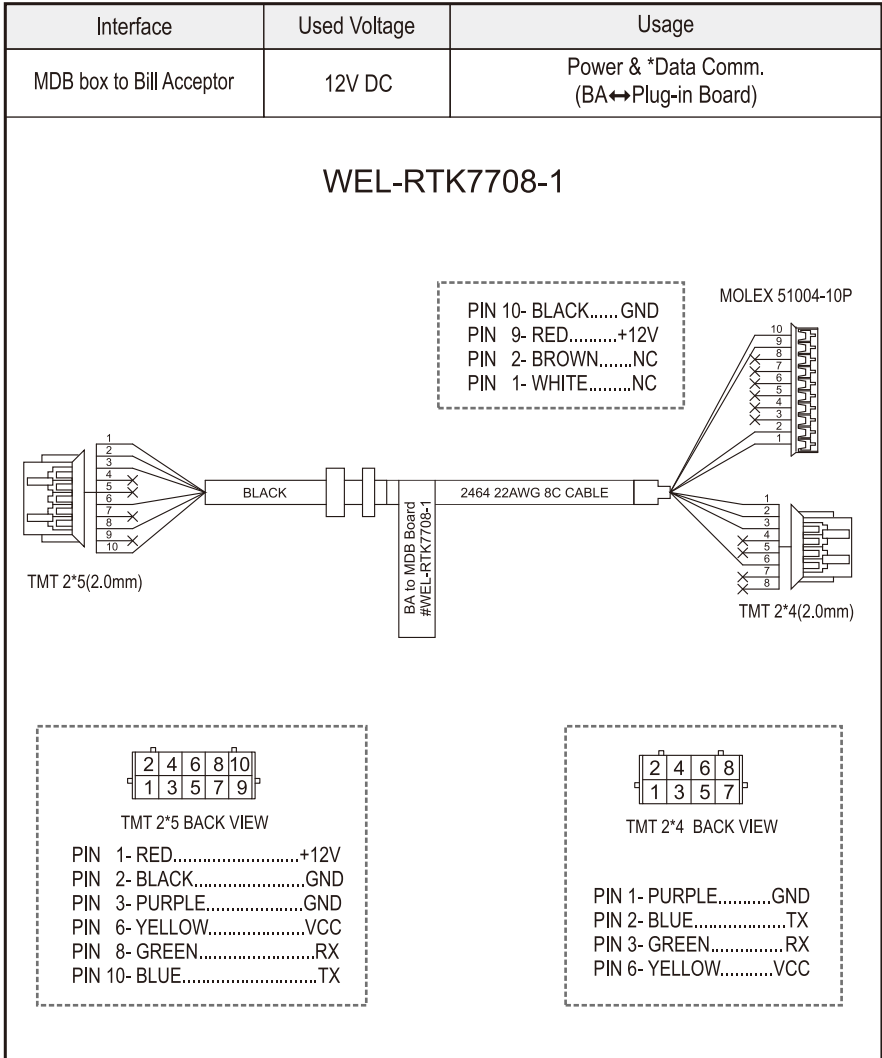 Interface Used Voltage Usage
MDB box to Bill Acceptor 12V DC Power & *Data Comm.
(BA↔Plug-in Board)
WEL-RTK7708-1
PIN 10- BLACK...... GND
PIN 9- RED..........+12V
PIN 2- BROWN.......NC
PIN 1- WHITE.........NC
MOLEX 51004-10P
10
9
8
7
6
5
4
3
2
1
1
2
3
4
5
6
7
8
9
10
TMT 2*5(2.0mm)
BLACK
BA to MDB Board
#WEL-RTK7708-1
2464 22AWG 8C CABLE
1
2
3
4
5
6
7
8
TMT 2*4(2.0mm)
2 4 6 8 10
1 3 5 7 9
TMT 2*5 BACK VIEW
PIN 1- RED........................+12V
PIN 2- BLACK.....................GND
PIN 3- PURPLE..................GND
PIN 6- YELLOW..................VCC
PIN 8- GREEN.....................RX
PIN 10- BLUE........................TX
2 4 6 8
1 3 5 7
TMT 2*4 BACK VIEW
PIN 1- PURPLE..........GND
PIN 2- BLUE................TX
PIN 3- GREEN.............RX
PIN 6- YELLOW..........VCC